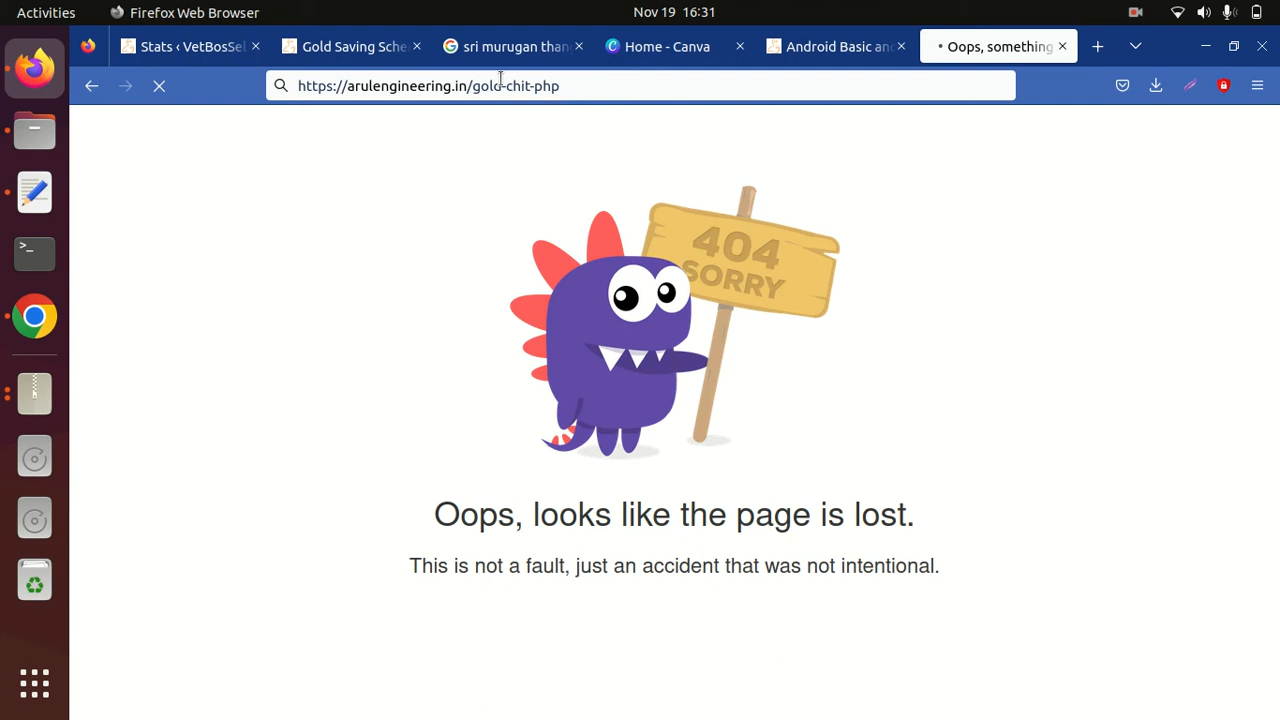 Activities Firefox Web Browser Nov 19 16:31
Stats ‹ VetBosSel Gold Saving Sche sri murugan than Home - Canva Android Basic and Oops, something
https://arulengineering.in/gold-chit-php
404
SORRY
Oops, looks like the page is lost.
This is not a fault, just an accident that was not intentional.